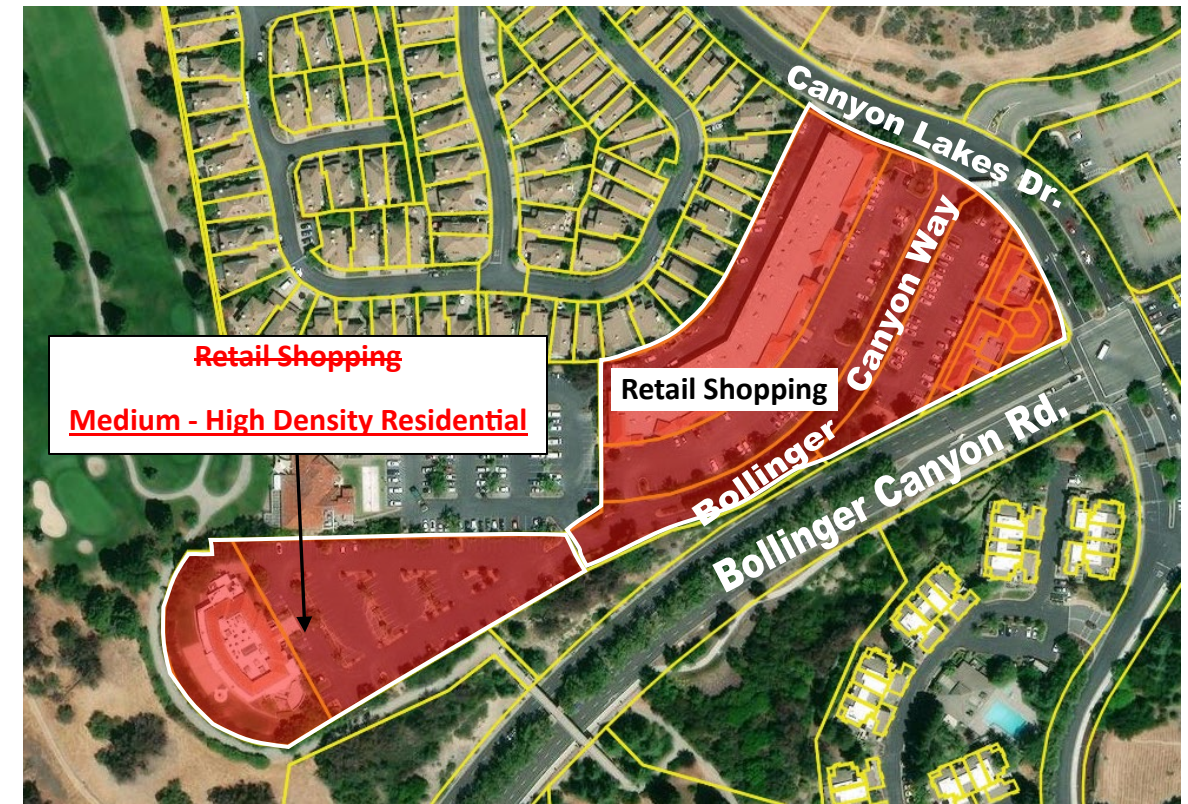 Canyon Lakes Dr.
Retail Shopping
Medium - High Density Residential
Retail Shopping
Bollinger Canyon Way
Bollinger Canyon Rd.